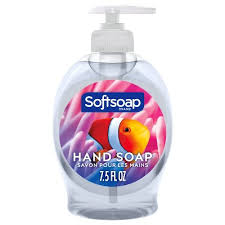 Softsoap
BRAND
HAND SOAP
SAVON POUR LES MAINS
7.5 FL OZ